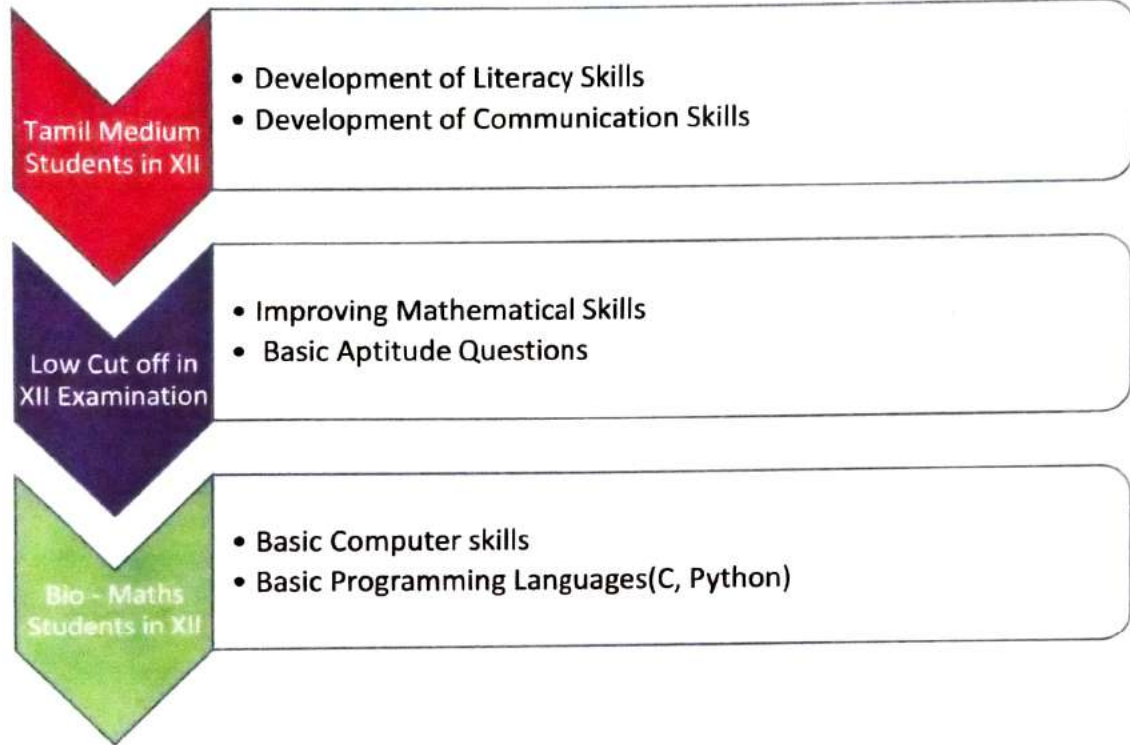 Tamil Medium
Students in XII
• Development of Literacy Skills
• Development of Communication Skills
Low Cut off in
XII Examination
• Improving Mathematical Skills
• Basic Aptitude Questions
Bio - Maths
Students in XII
• Basic Computer skills
• Basic Programming Languages(C, Python)